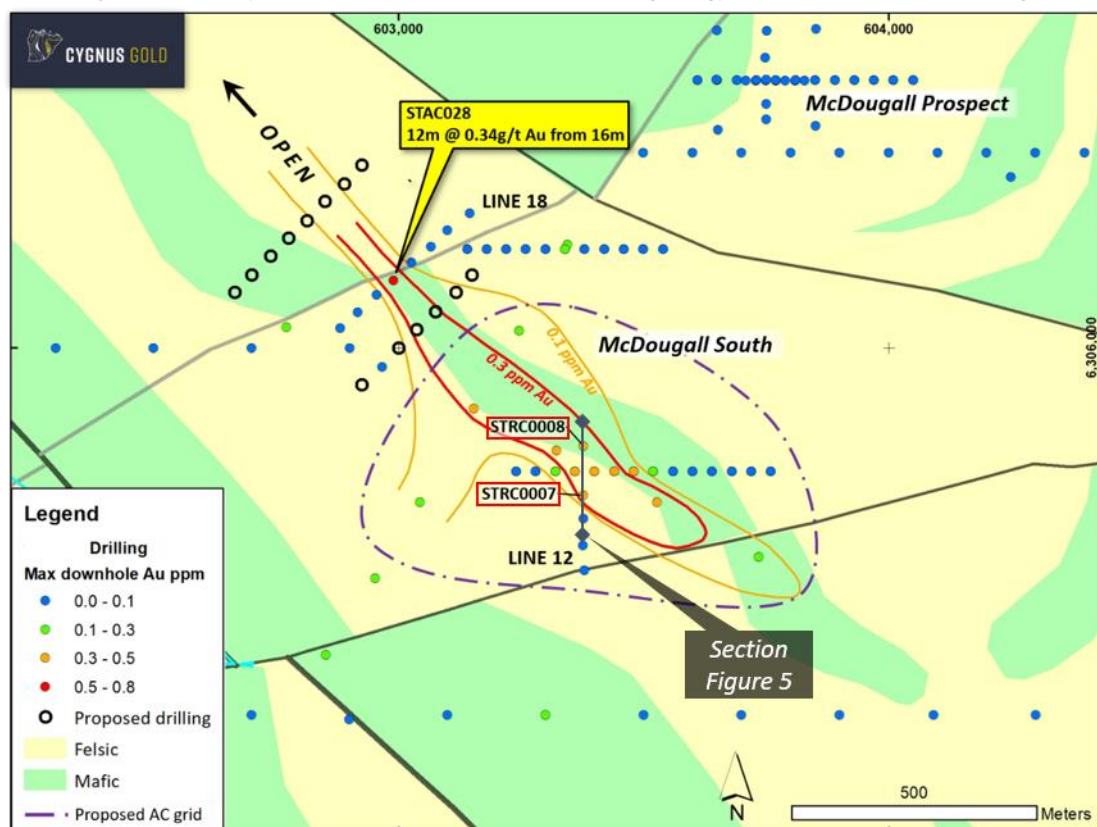 CYGNUS GOLD
603,000
604,000
McDougall Prospect
STAC028
12m @ 0.34g/t Au from 16m
OPEN
LINE 18
McDougall South
6,306,000
0.1 ppm Au
0.3 ppm Au
STRC0008
STRC0007
LINE 12
Section
Figure 5
Legend
Drilling
Max downhole Au ppm
0.0 - 0.1
0.1 - 0.3
0.3 - 0.5
0.5 - 0.8
Proposed drilling
Felsic
Mafic
Proposed AC grid
N
500
Meters